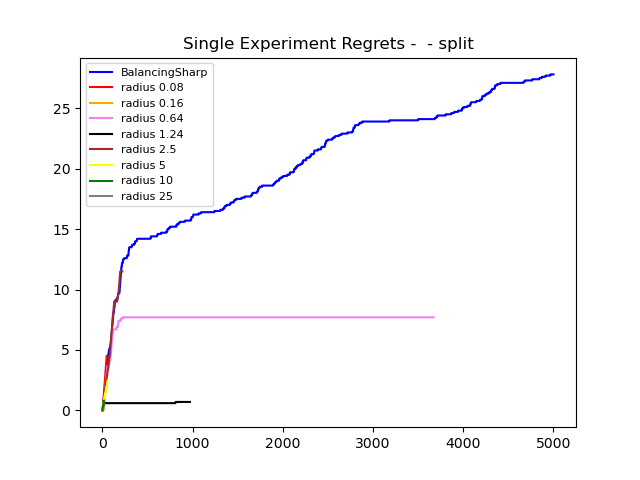 Single Experiment Regrets -  - split
BalancingSharp
radius 0.08
radius 0.16
radius 0.64
radius 1.24
radius 2.5
radius 5
radius 10
radius 25
25
20
15
10
5
0
0 1000 2000 3000 4000 5000